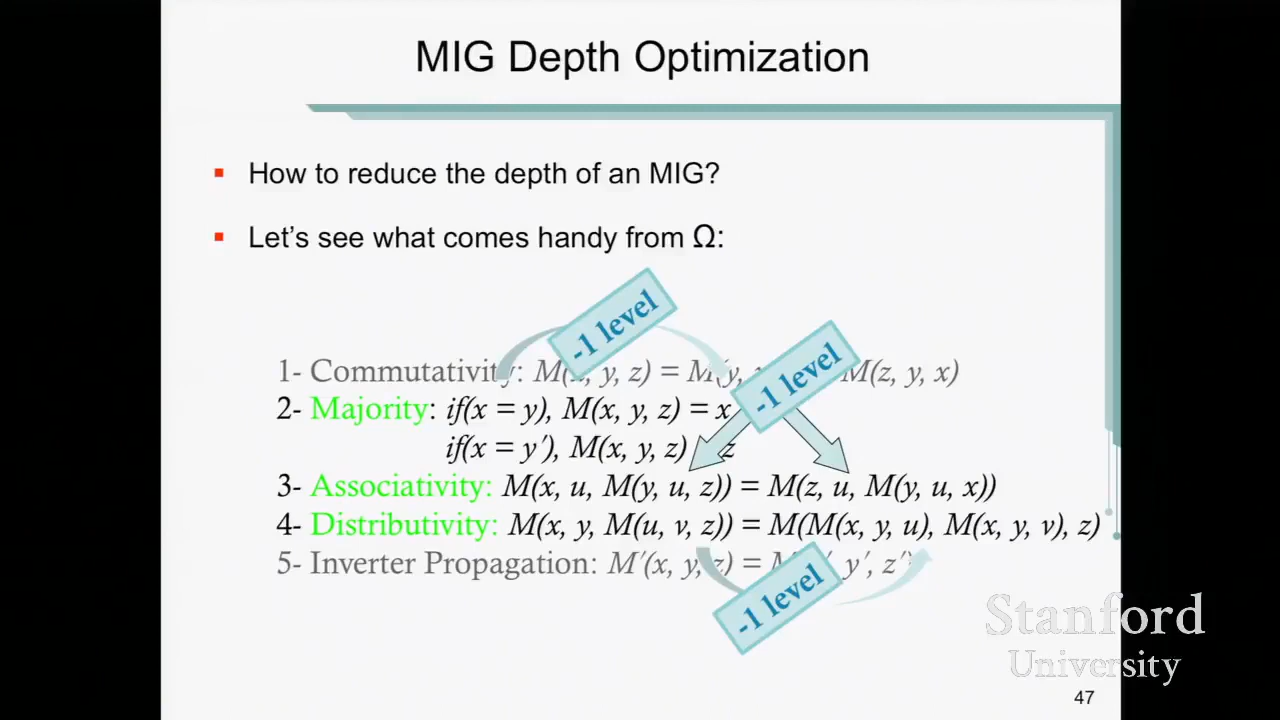 MIG Depth Optimization
▪ How to reduce the depth of an MIG?
▪ Let's see what comes handy from Ω:
-1 level
-1 level
1- Commutativity: M(x, y, z) = M(y, M(z, y, x)
2- Majority: if(x = y), M(x, y, z) = x
if(x = y′), M(x, y, z) z
3- Associativity: M(x, u, M(y, u, z)) = M(z, u, M(y, u, x))
4- Distributivity: M(x, y, M(u, v, z)) = M(M(x, y, u), M(x, y, v), z)
5- Inverter Propagation: M′(x, y, z) = y′, z′)
-1 level
Stanford
University
47